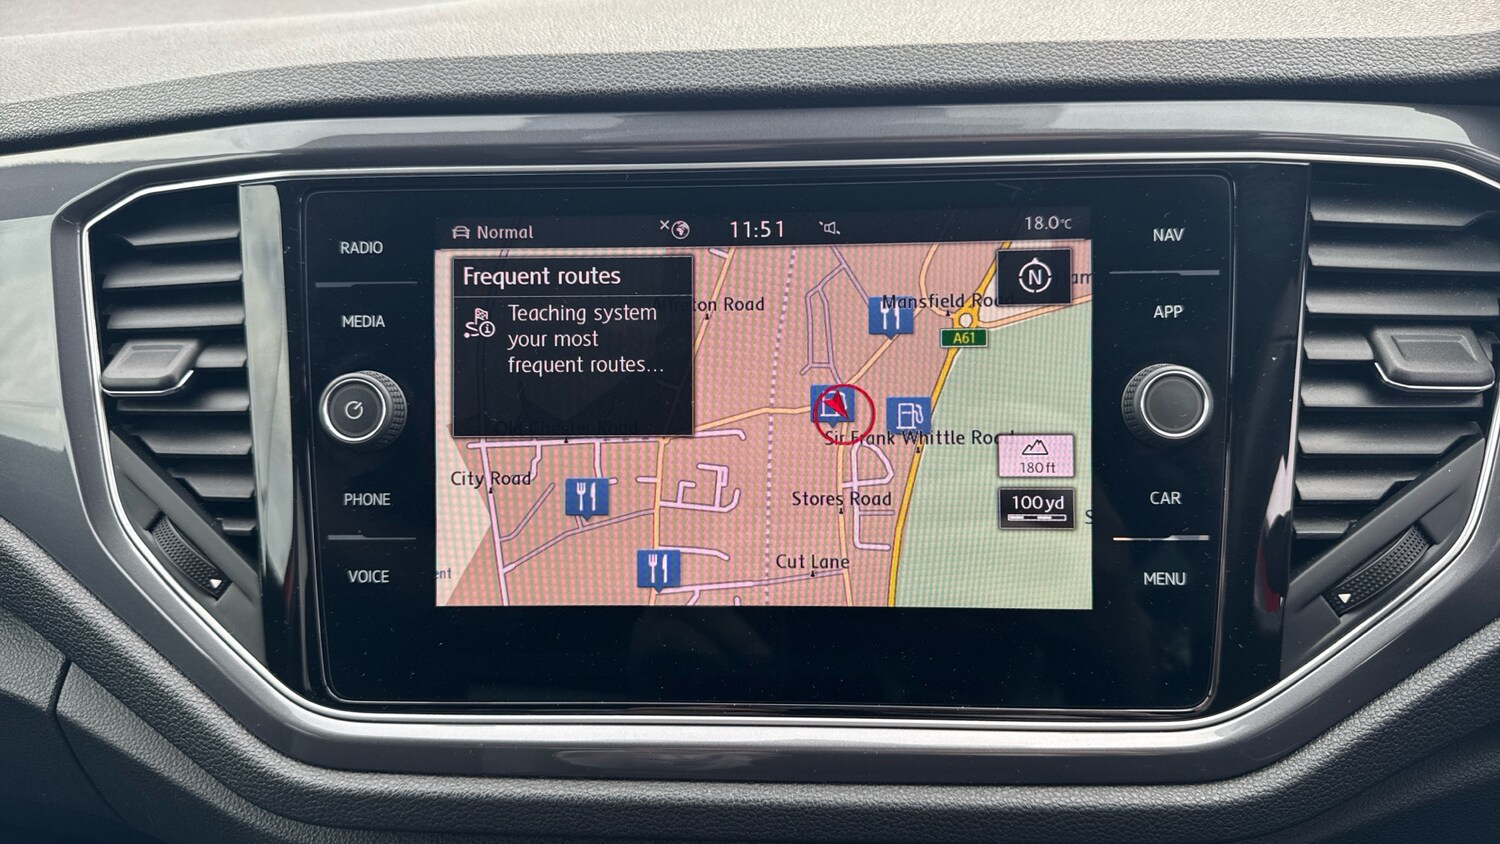 RADIO
MEDIA
PHONE
VOICE
Normal
11:51
18.0°C
Frequent routes
Teaching system
your most
frequent routes...
Road
Mansfield Road
N
A61
Sir Frank Whittle Road
180 ft
City Road
Stores Road
100 yd
Cut Lane
NAV
APP
CAR
MENU